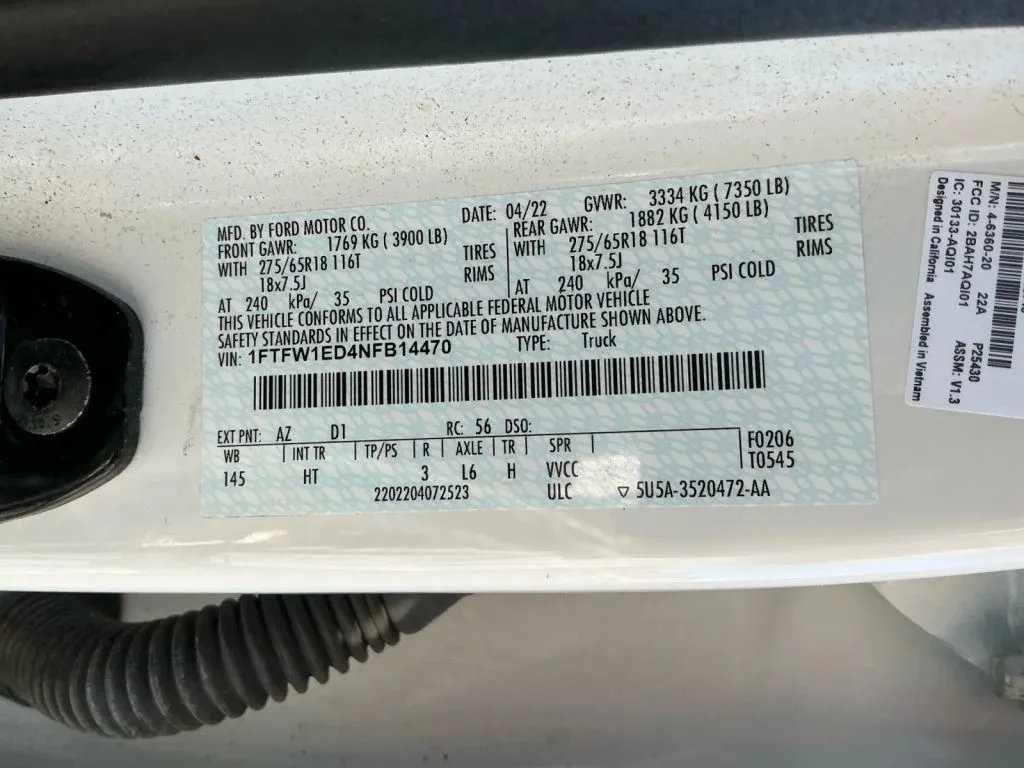 MFD. BY FORD MOTOR CO.
DATE: 04/22 GVWR: 3334 KG ( 7350 LB)
FRONT GAWR: 1769 KG ( 3900 LB)
WITH 275/65R18 116T TIRES
18x7.5J RIMS
AT 240 kPa/ 35 PSI COLD
REAR GAWR: 1882 KG ( 4150 LB)
WITH 275/65R18 116T TIRES
18x7.5J RIMS
AT 240 kPa/ 35 PSI COLD
THIS VEHICLE CONFORMS TO ALL APPLICABLE FEDERAL MOTOR VEHICLE
SAFETY STANDARDS IN EFFECT ON THE DATE OF MANUFACTURE SHOWN ABOVE.
VIN: 1FTFW1ED4NFB14470 TYPE: Truck
EXT PNT: AZ D1 RC: 56 DSO:
WB INT TR TP/PS R AXLE TR SPR F0206
145 HT 3 L6 H VVCC T0545
2202204072523 ULC ▽ 5U5A-3520472-AA
M/N: 4-6360-20 22A P25430
FCC ID: 2BAH7AQI01 ASSM: V1.3
IC: 30133-AQI01
Designed in California Assembled in Vietnam